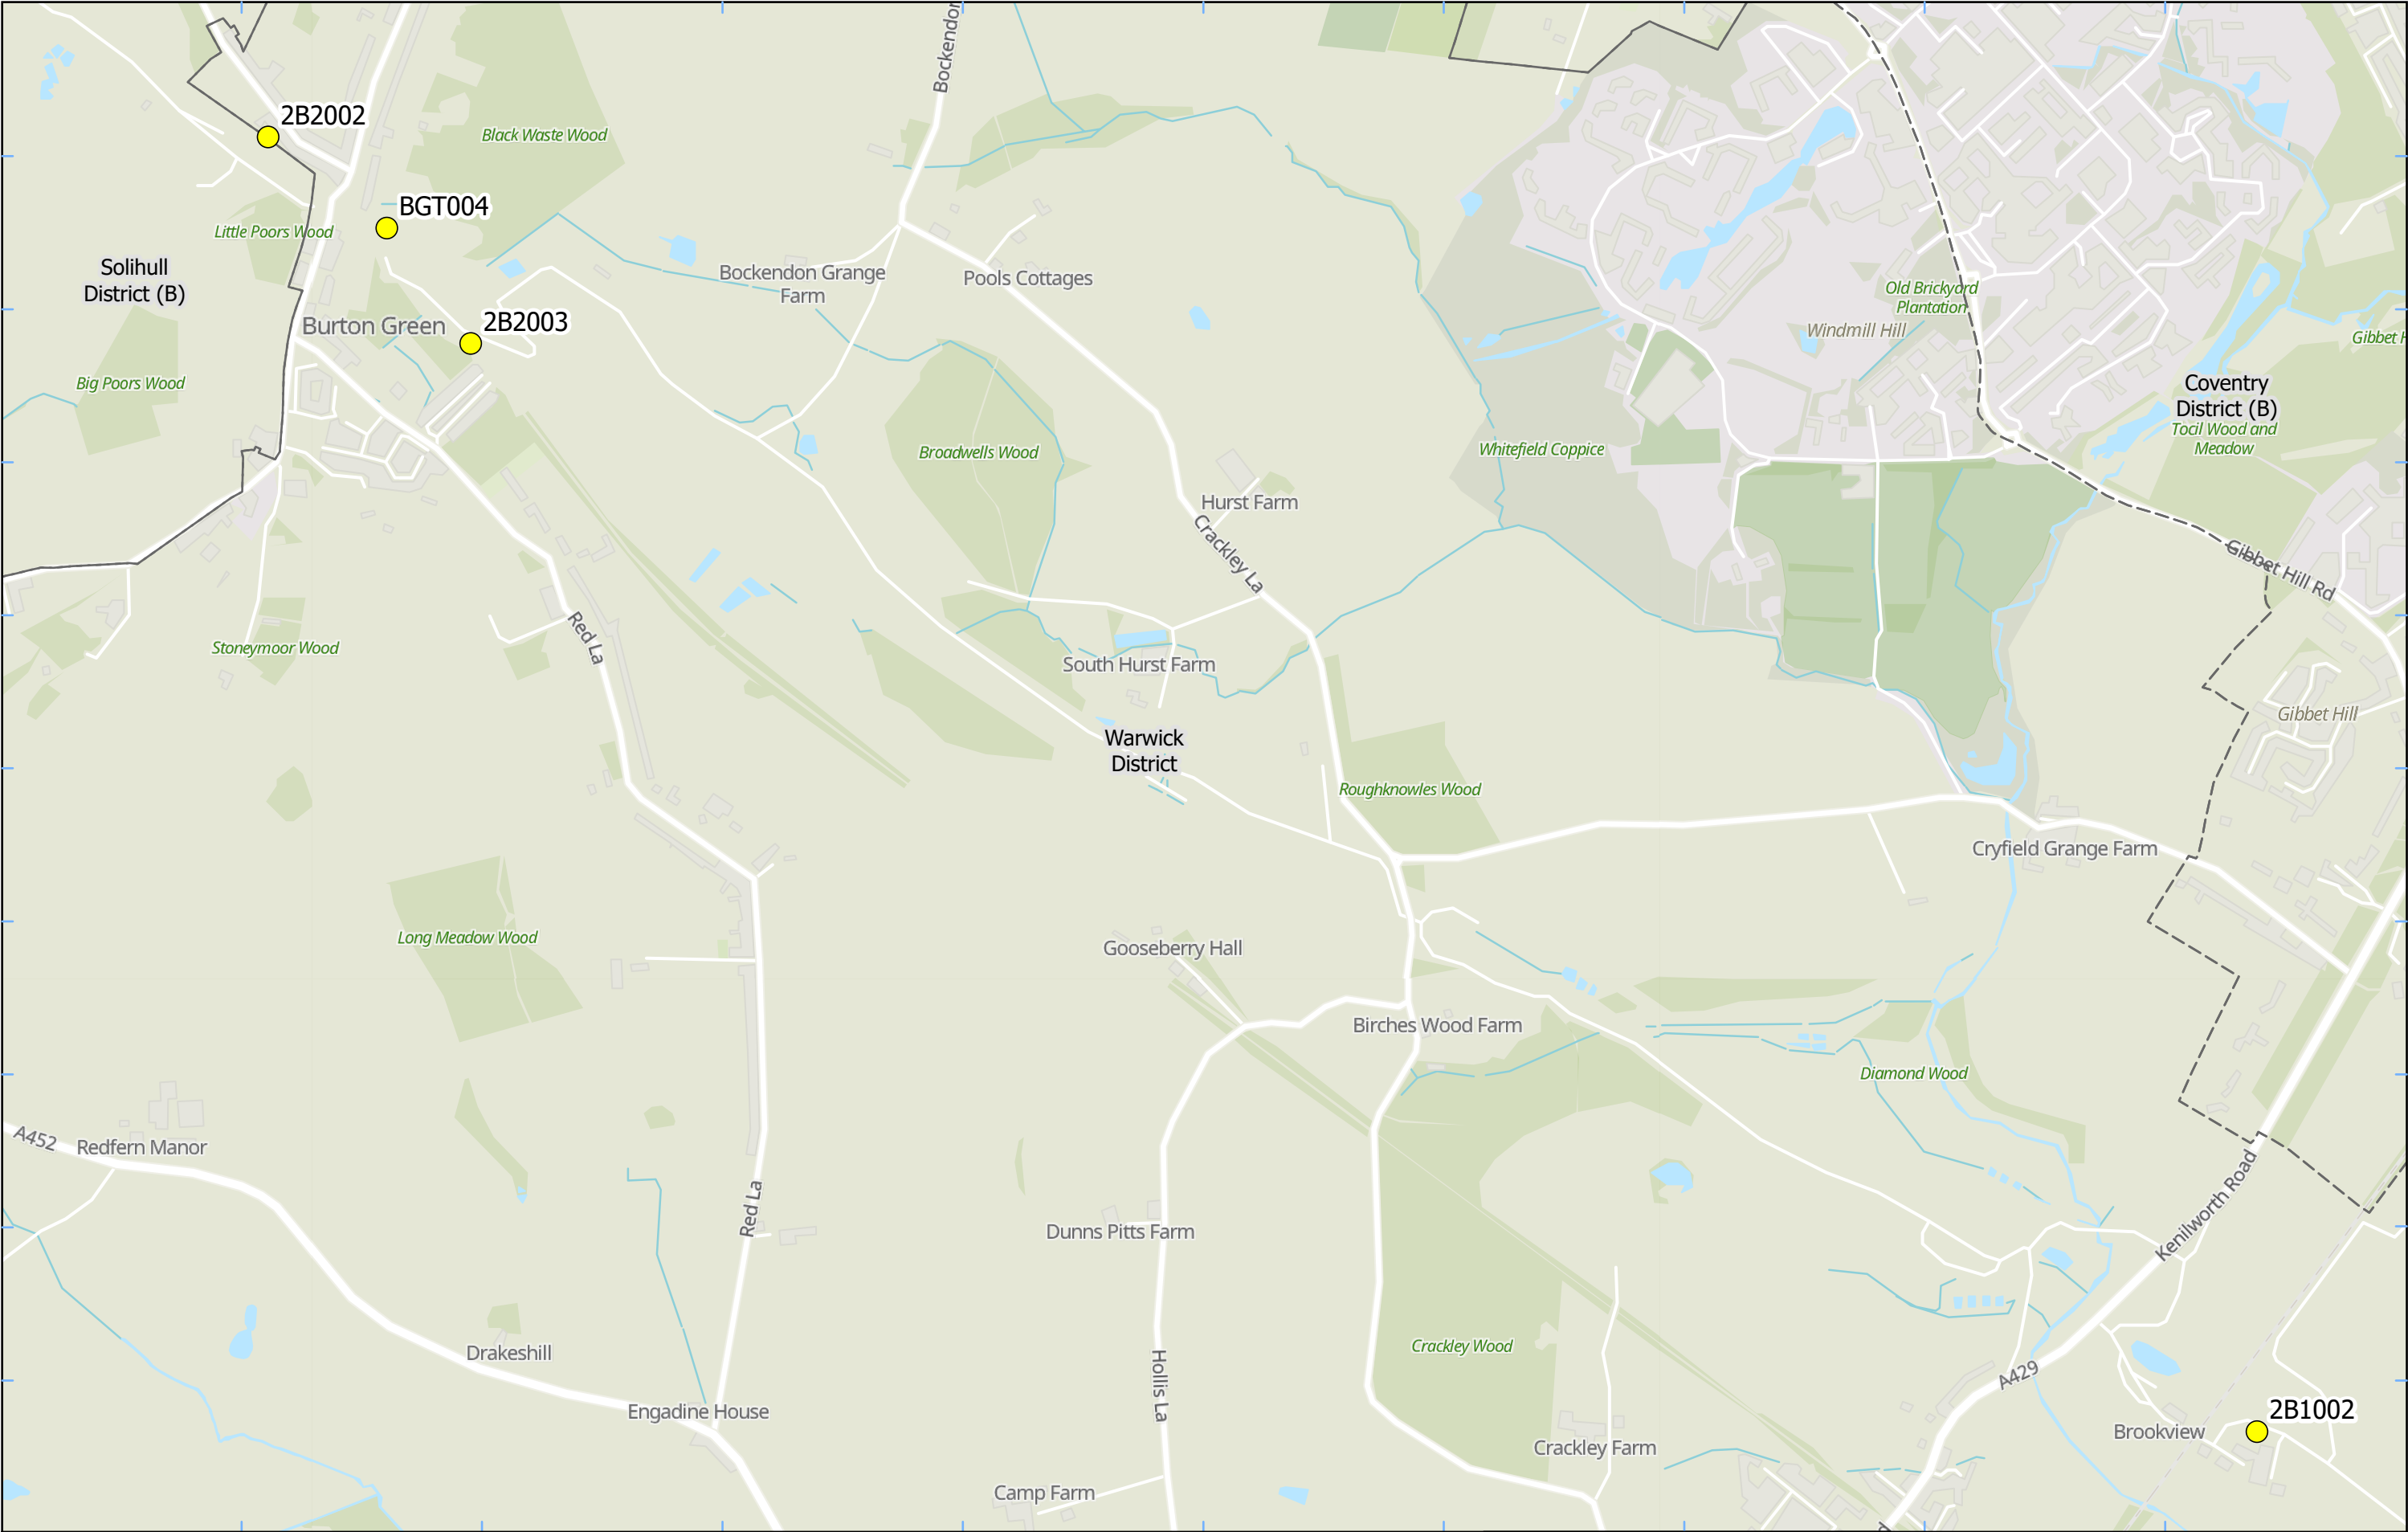 Bockendon
2B2002
Black Waste Wood
BGT004
Little Poors Wood
Solihull
District (B)
Bockendon Grange
Farm
Pools Cottages
Old Brickyard
Plantation
Windmill Hill
Burton Green
2B2003
Gibbet H
Big Poors Wood
Coventry
District (B)
Tocil Wood and
Meadow
Broadwells Wood
Whitefield Coppice
Hurst Farm
Crackley La
Gibbet Hill Rd
Red La
Stoneymoor Wood
South Hurst Farm
Gibbet Hill
Warwick
District
Roughknowles Wood
Cryfield Grange Farm
Long Meadow Wood
Gooseberry Hall
Birches Wood Farm
Diamond Wood
A452
Redfern Manor
Red La
Dunns Pitts Farm
Kenilworth Road
Drakeshill
Crackley Wood
Hollis La
A429
Engadine House
2B1002
Brookview
Crackley Farm
Camp Farm